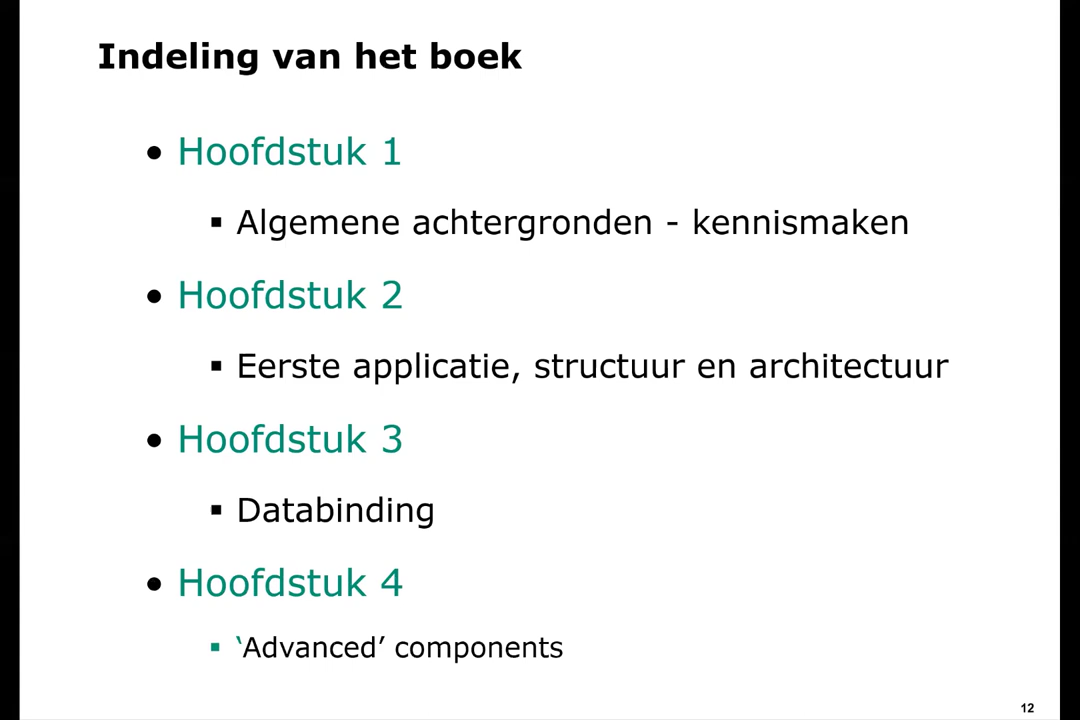 Indeling van het boek
• Hoofdstuk 1
▪ Algemene achtergronden - kennismaken
• Hoofdstuk 2
▪ Eerste applicatie, structuur en architectuur
• Hoofdstuk 3
▪ Databinding
• Hoofdstuk 4
▪ ‘Advanced’ components
12